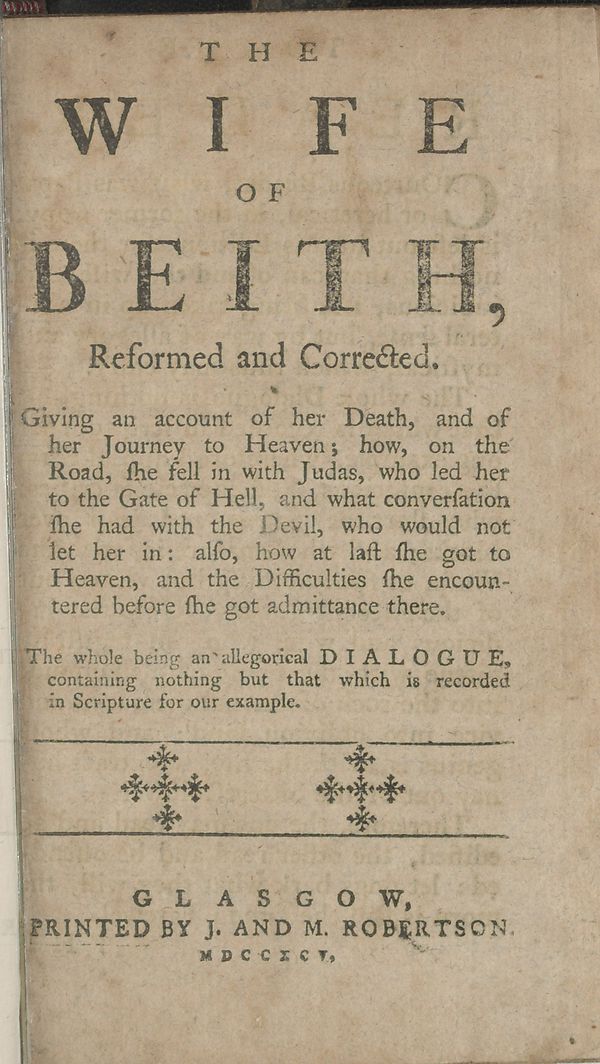 THE
WIFE
OF
BEITH,
Reformed and Corrected.
Giving an account of her Death, and of
her Journey to Heaven; how, on the
Road, ſhe fell in with Judas, who led her
to the Gate of Hell, and what converſation
ſhe had with the Devil, who would not
let her in: alſo, how at laſt ſhe got to
Heaven, and the Difficulties ſhe encoun-
tered before ſhe got admittance there.
The whole being an allegorical DIALOGUE,
containing nothing but that which is recorded
in Scripture for our example.
GLASGOW,
PRINTED BY J. AND M. ROBERTSON.
MDCCXCV,